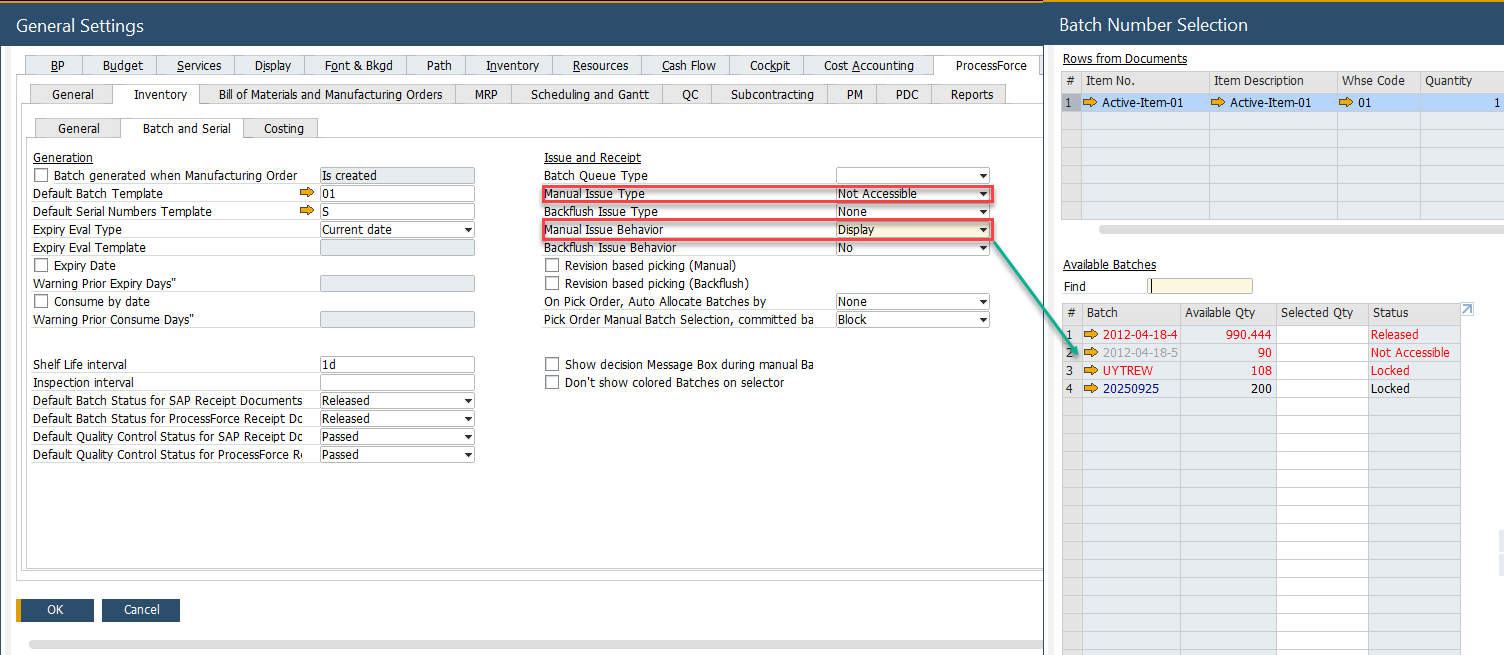 General Settings
BP Budget Services Display Font & Bkgd Path Inventory Resources Cash Flow Cockpit Cost Accounting ProcessForce
General Inventory Bill of Materials and Manufacturing Orders MRP Scheduling and Gantt QC Subcontracting PM PDC Reports
General Batch and Serial Costing
Generation
Batch generated when Manufacturing Order Is created
Default Batch Template 01
Default Serial Numbers Template S
Expiry Eval Type Current date
Expiry Eval Template
Expiry Date
Warning Prior Expiry Days"
Consume by date
Warning Prior Consume Days"
Shelf Life interval 1d
Inspection interval
Default Batch Status for SAP Receipt Documents Released
Default Batch Status for ProcessForce Receipt Dc Released
Default Quality Control Status for SAP Receipt Dc Passed
Default Quality Control Status for ProcessForce Re Passed
Issue and Receipt
Batch Queue Type
Manual Issue Type Not Accessible
Backflush Issue Type None
Manual Issue Behavior Display
Backflush Issue Behavior No
Revision based picking (Manual)
Revision based picking (Backflush)
On Pick Order, Auto Allocate Batches by None
Pick Order Manual Batch Selection, committed ba Block
Show decision Message Box during manual Ba
Don't show colored Batches on selector
OK Cancel
Batch Number Selection
Rows from Documents
# Item No. Item Description Whse Code Quantity
1 Active-Item-01 Active-Item-01 01 1
Available Batches
Find
# Batch Available Qty Selected Qty Status
1 2012-04-18-4 990.444 Released
2 2012-04-18-5 90 Not Accessible
3 UYTREW 108 Locked
4 20250925 200 Locked